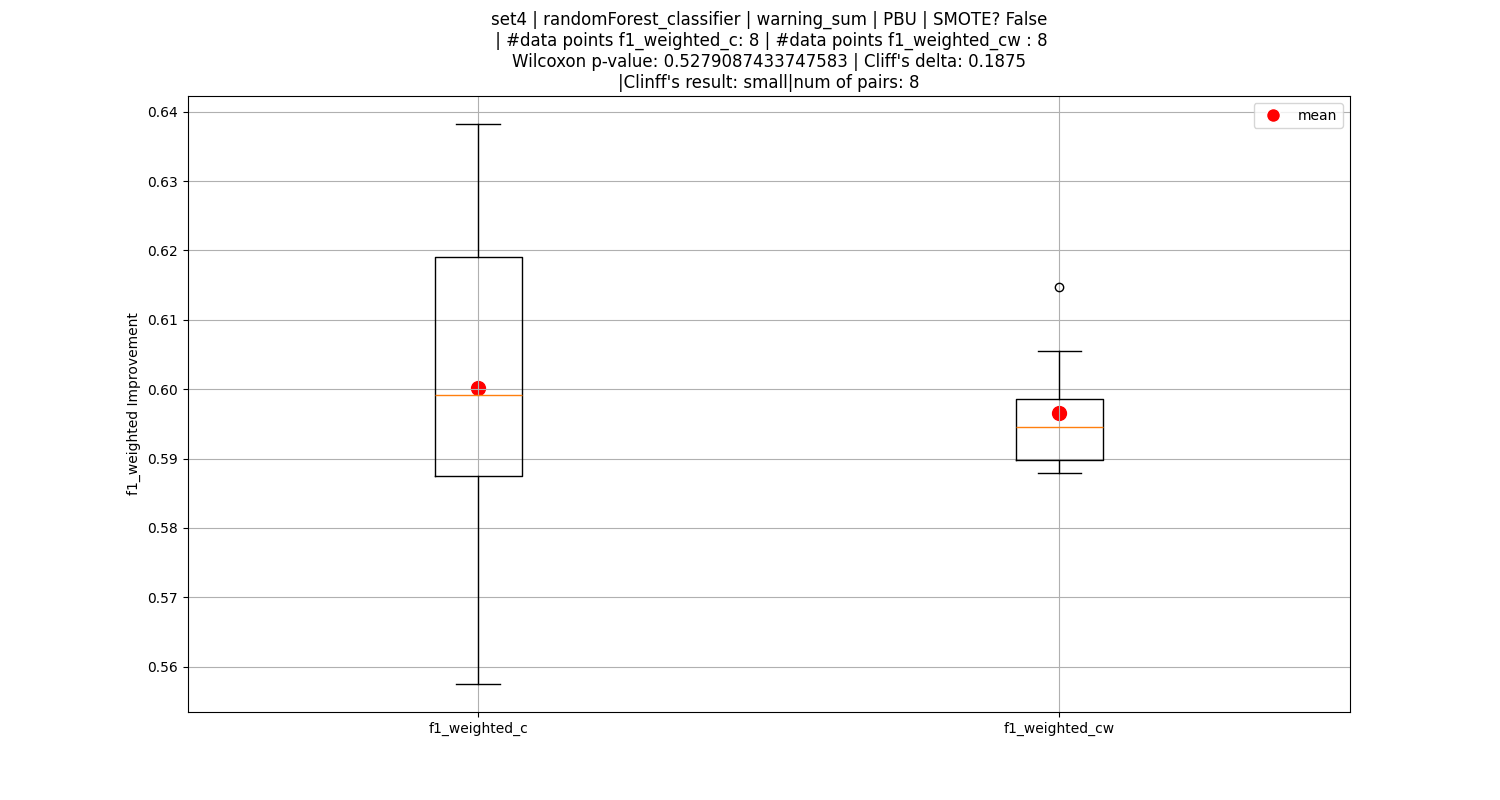 set4 | randomForest_classifier | warning_sum | PBU | SMOTE? False
| #data points f1_weighted_c: 8 | #data points f1_weighted_cw : 8
Wilcoxon p-value: 0.5279087433747583 | Cliff's delta: 0.1875
|Clinff's result: small|num of pairs: 8
mean
0.64
0.63
0.62
0.61
0.60
0.59
0.58
0.57
0.56
f1_weighted Improvement
f1_weighted_c
f1_weighted_cw